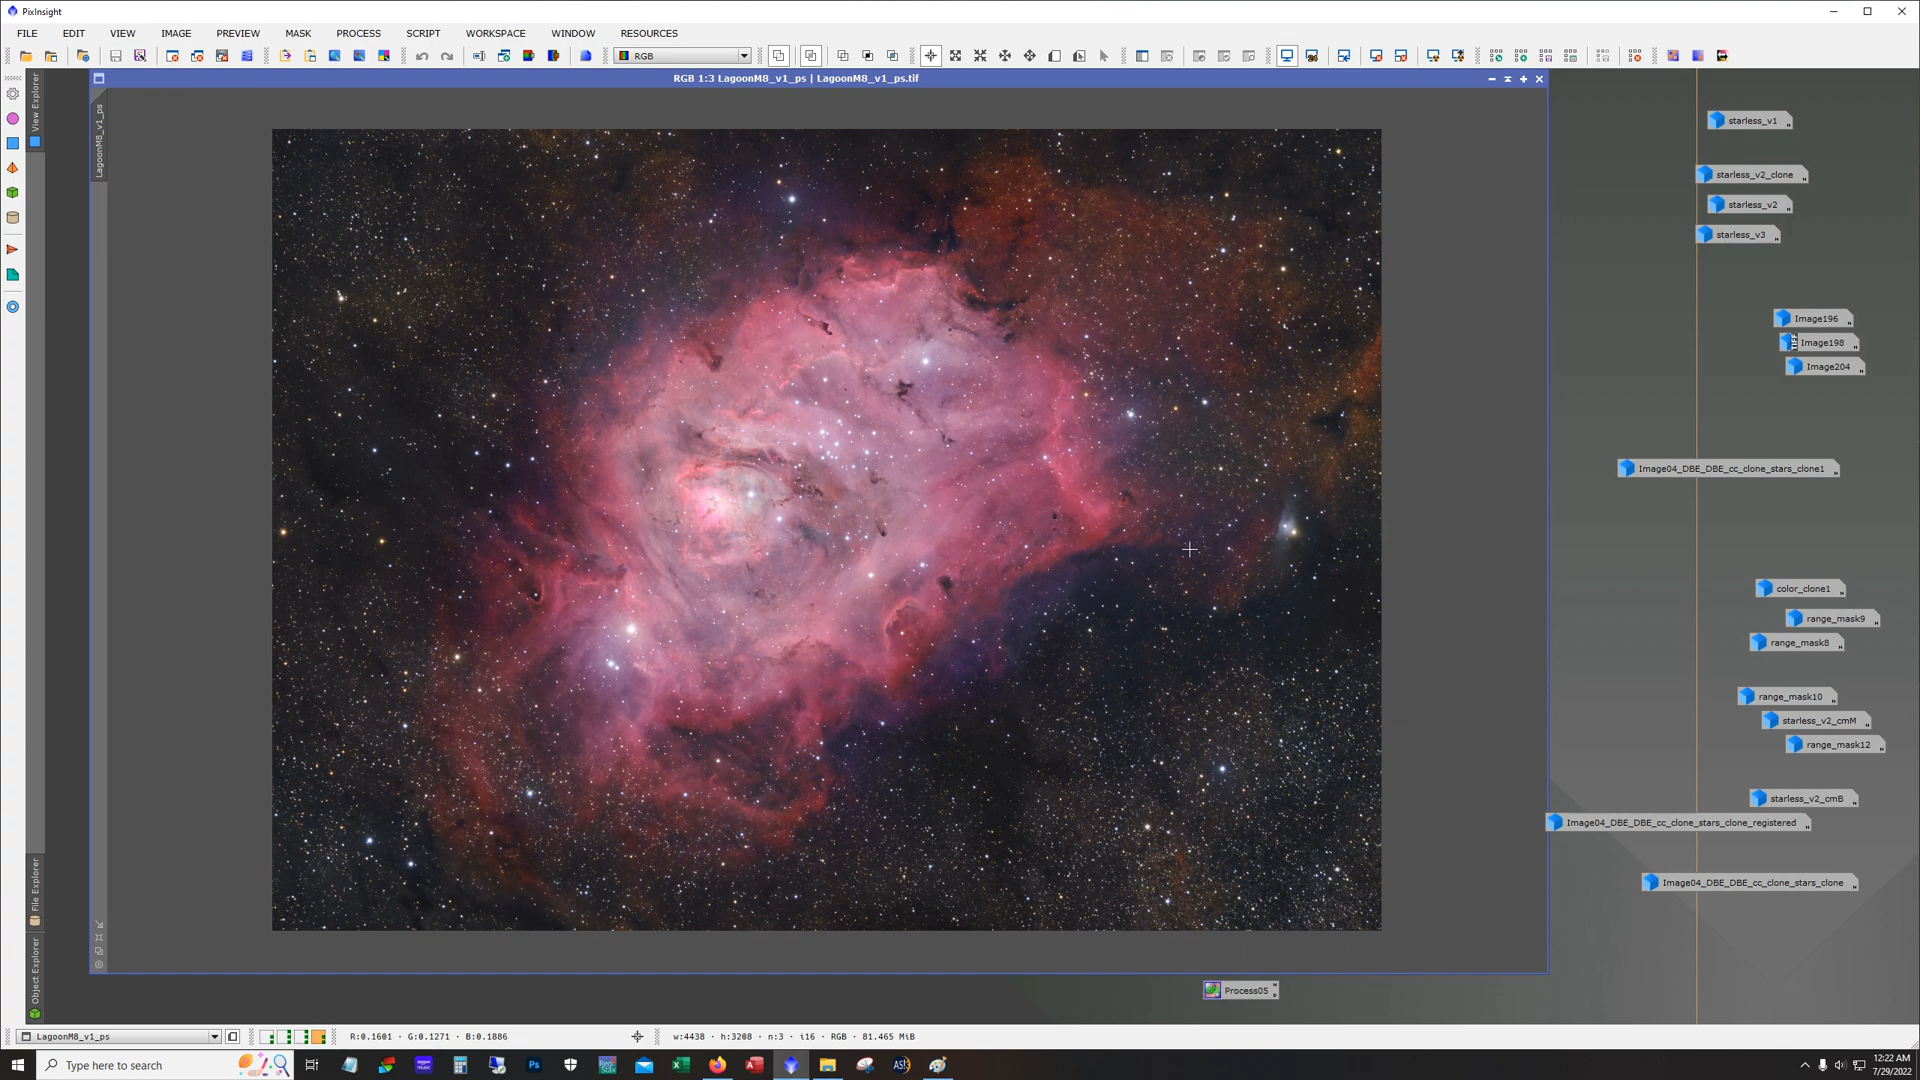 PixInsight
FILE EDIT VIEW IMAGE PREVIEW MASK PROCESS SCRIPT WORKSPACE WINDOW RESOURCES
RGB
RGB 1:3 LagoonM8_v1_ps | LagoonM8_v1_ps.tif
View Explorer
LagoonM8_v1_ps
starless_v1
starless_v2_clone
starless_v2
starless_v3
Image196
Image198
Image204
Image04_DBE_DBE_cc_clone_stars_clone1
color_clone1
range_mask9
range_mask8
range_mask10
starless_v2_cmM
range_mask12
starless_v2_cmB
Image04_DBE_DBE_cc_clone_stars_clone_registered
Image04_DBE_DBE_cc_clone_stars_clone
File Explorer
Object Explorer
Process05
LagoonM8_v1_ps
R:0.1601 · G:0.1271 · B:0.1886
w:4438 · h:3208 · n:3 · i16 · RGB · 81.465 MiB
Type here to search
Ps
12:22 AM
7/29/2022